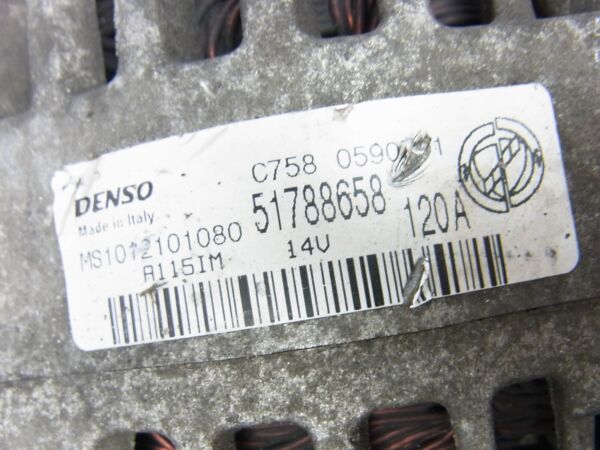 DENSO
Made in Italy
C758
51788658
120A
MS1012101080
A115IM
14V